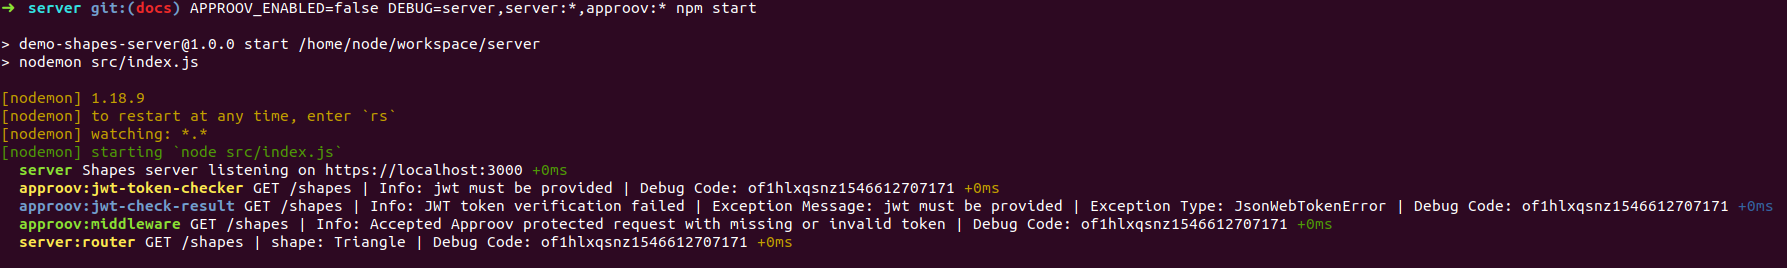 ➜ server git:(docs) APPROOV_ENABLED=false DEBUG=server,server:*,approov:* npm start
> demo-shapes-server@1.0.0 start /home/node/workspace/server
> nodemon src/index.js
[nodemon] 1.18.9
[nodemon] to restart at any time, enter `rs`
[nodemon] watching: *.*
[nodemon] starting `node src/index.js`
server Shapes server listening on https://localhost:3000 +0ms
approov:jwt-token-checker GET /shapes | Info: jwt must be provided | Debug Code: of1hlxqsnz1546612707171 +0ms
approov:jwt-check-result GET /shapes | Info: JWT token verification failed | Exception Message: jwt must be provided | Exception Type: JsonWebTokenError | Debug Code: of1hlxqsnz1546612707171 +0ms
approov:middleware GET /shapes | Info: Accepted Approov protected request with missing or invalid token | Debug Code: of1hlxqsnz1546612707171 +0ms
server:router GET /shapes | shape: Triangle | Debug Code: of1hlxqsnz1546612707171 +0ms